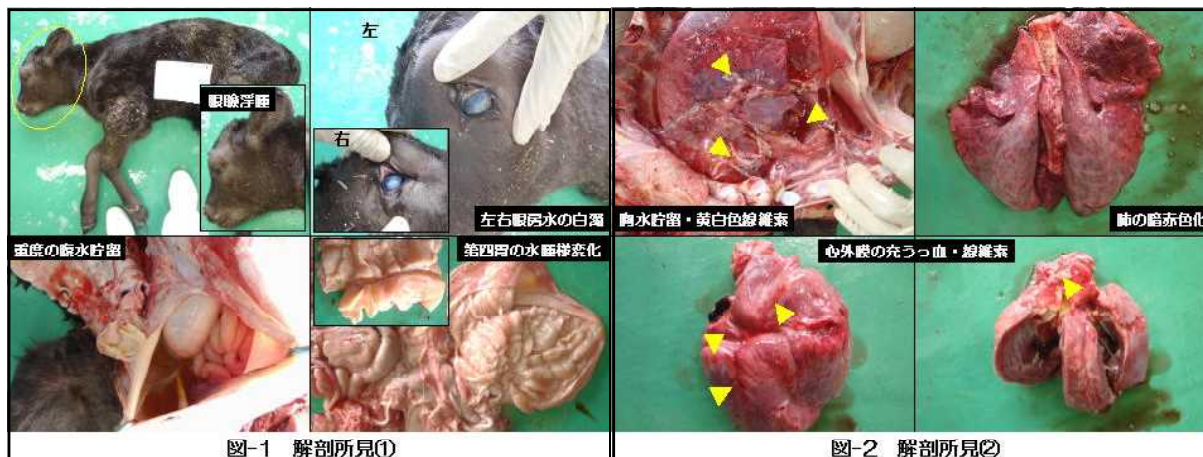 眼瞼浮腫
左
右
左右眼房水の白濁
重度の腹水貯留
第四胃の水腫様変化
図-1 解剖所見(1)
胸水貯留・黄白色線維素
肺の暗赤色化
心外膜の充うっ血・線維素
図-2 解剖所見(2)